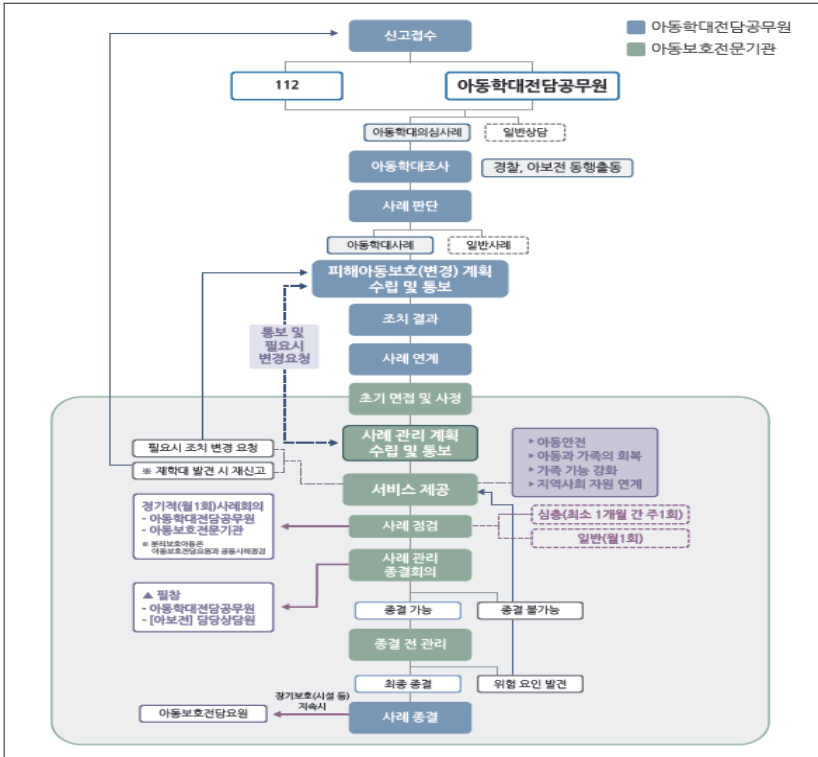 신고접수
아동학대전담공무원
아동보호전문기관
112
아동학대전담공무원
아동학대의심사례
일반상담
아동학대조사
경찰, 아보전 동행출동
사례 판단
아동학대사례
일반사례
피해아동보호(변경) 계획
수립 및 통보
조치 결과
통보 및
필요시
변경요청
사례 연계
초기 면접 및 사정
사례 관리 계획
수립 및 통보
필요시 조치 변경 요청
※ 재학대 발견 시 재신고
▸ 아동안전
▸ 아동과 가족의 회복
▸ 가족 기능 강화
▸ 지역사회 자원 연계
서비스 제공
정기적(월1회)사례회의
- 아동학대전담공무원
- 아동보호전문기관
※ 분리보호아동은
아동보호전담요원과 공동사례점검
사례 점검
심층(최소 1개월 간 주1회)
일반(월1회)
사례 관리
종결회의
▲ 필참
- 아동학대전담공무원
- [아보전] 담당상담원
종결 가능
종결 불가능
종결 전 관리
최종 종결
위험 요인 발견
장기보호(시설 등)
지속시
아동보호전담요원
사례 종결